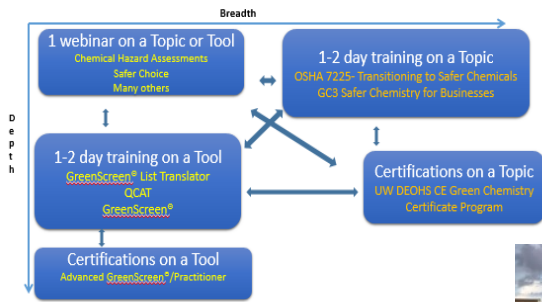 Breadth
Depth
1 webinar on a Topic or Tool
Chemical Hazard Assessments
Safer Choice
Many others
1-2 day training on a Topic
OSHA 7225- Transitioning to Safer Chemicals
GC3 Safer Chemistry for Businesses
1-2 day training on a Tool
GreenScreen® List Translator
QCAT
GreenScreen®
Certifications on a Topic
UW DEOHS CE Green Chemistry
Certificate Program
Certifications on a Tool
Advanced GreenScreen®/Practitioner